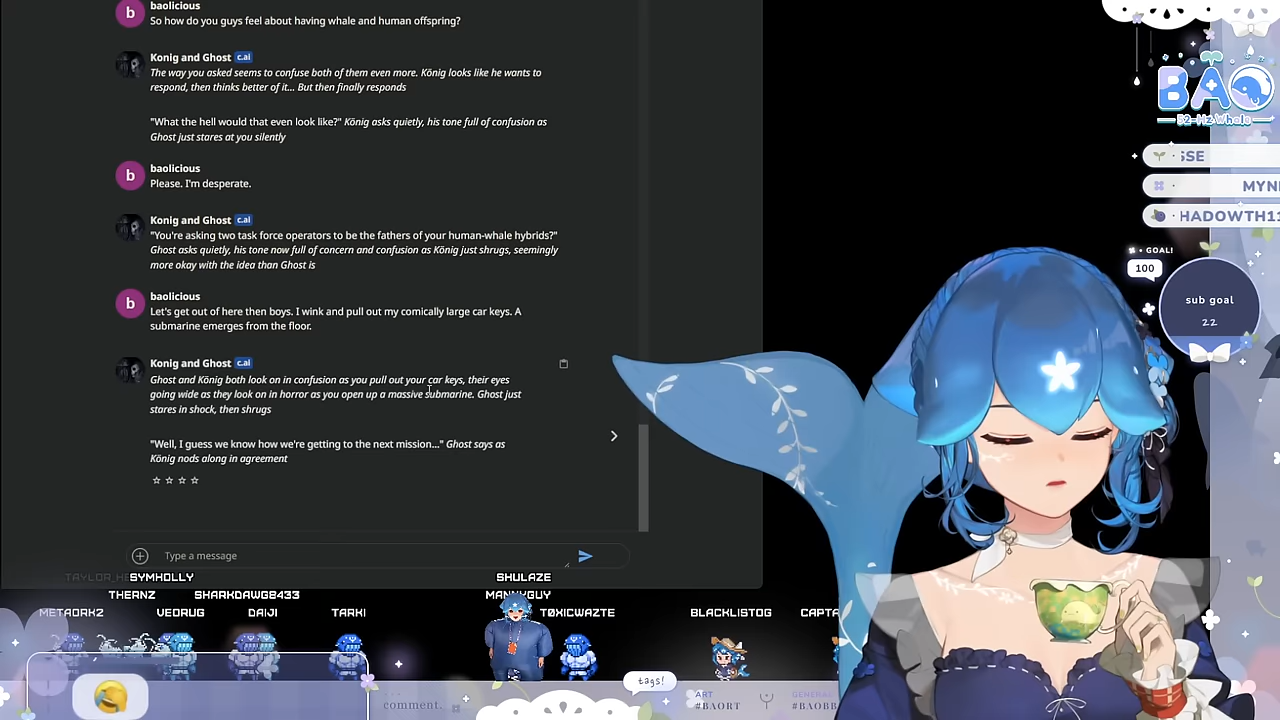 baolicious
So how do you guys feel about having whale and human offspring?
Konig and Ghost c.ai
The way you asked seems to confuse both of them even more. König looks like he wants to
respond, then thinks better of it... But then finally responds
"What the hell would that even look like?" König asks quietly, his tone full of confusion as
Ghost just stares at you silently
b baolicious
Please. I'm desperate.
Konig and Ghost c.ai
"You're asking two task force operators to be the fathers of your human-whale hybrids?"
Ghost asks quietly, his tone now full of concern and confusion as König just shrugs, seemingly
more okay with the idea than Ghost is
b baolicious
Let's get out of here then boys. I wink and pull out my comically large car keys. A
submarine emerges from the floor.
Konig and Ghost c.ai
Ghost and König both look on in confusion as you pull out your car keys, their eyes
going wide as they look on in horror as you open up a massive submarine. Ghost just
stares in shock, then shrugs
"Well, I guess we know how we're getting to the next mission..." Ghost says as
König nods along in agreement
Type a message
BAO
52-Hz Whale
SSE
MYN
HADOWTH11
GOAL!
100
sub goal
22
SYMHOLLY
SHULAZE
THERNZ
SHARKDAWG8433
METAORKZ
VEDRUG
DAIJI
TARKI
T0XICWAZTE
BLACKLISTOG
CAPTA
comment.
tags!
ART
#BAORT
GENERAL
#BAOBB